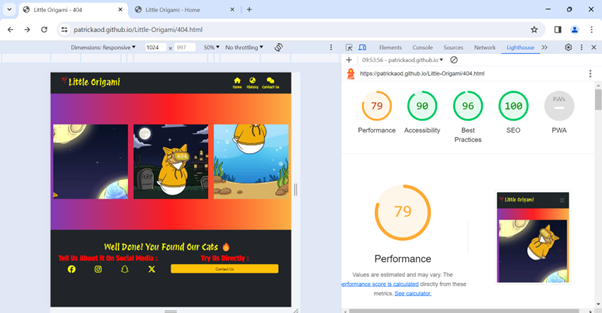 Little Origami - 404
Little Origami - Home
patrickaod.github.io/Little-Origami/404.html
Dimensions: Responsive
1024
×
997
50%
No throttling
Elements
Console
Sources
Network
Lighthouse
09:53:56 - patrickaod.github.io
https://patrickaod.github.io/Little-Origami/404.html
79
90
96
100
Performance
Accessibility
Best
Practices
SEO
PWA
Little Origami
Home
History
Contact Us
Well Done! You Found Our Cats
Tell Us About It On Social Media :
Try Us Directly :
Contact Us
79
Performance
Values are estimated and may vary. The
performance score is calculated directly from these
metrics. See calculator.
Little Origami